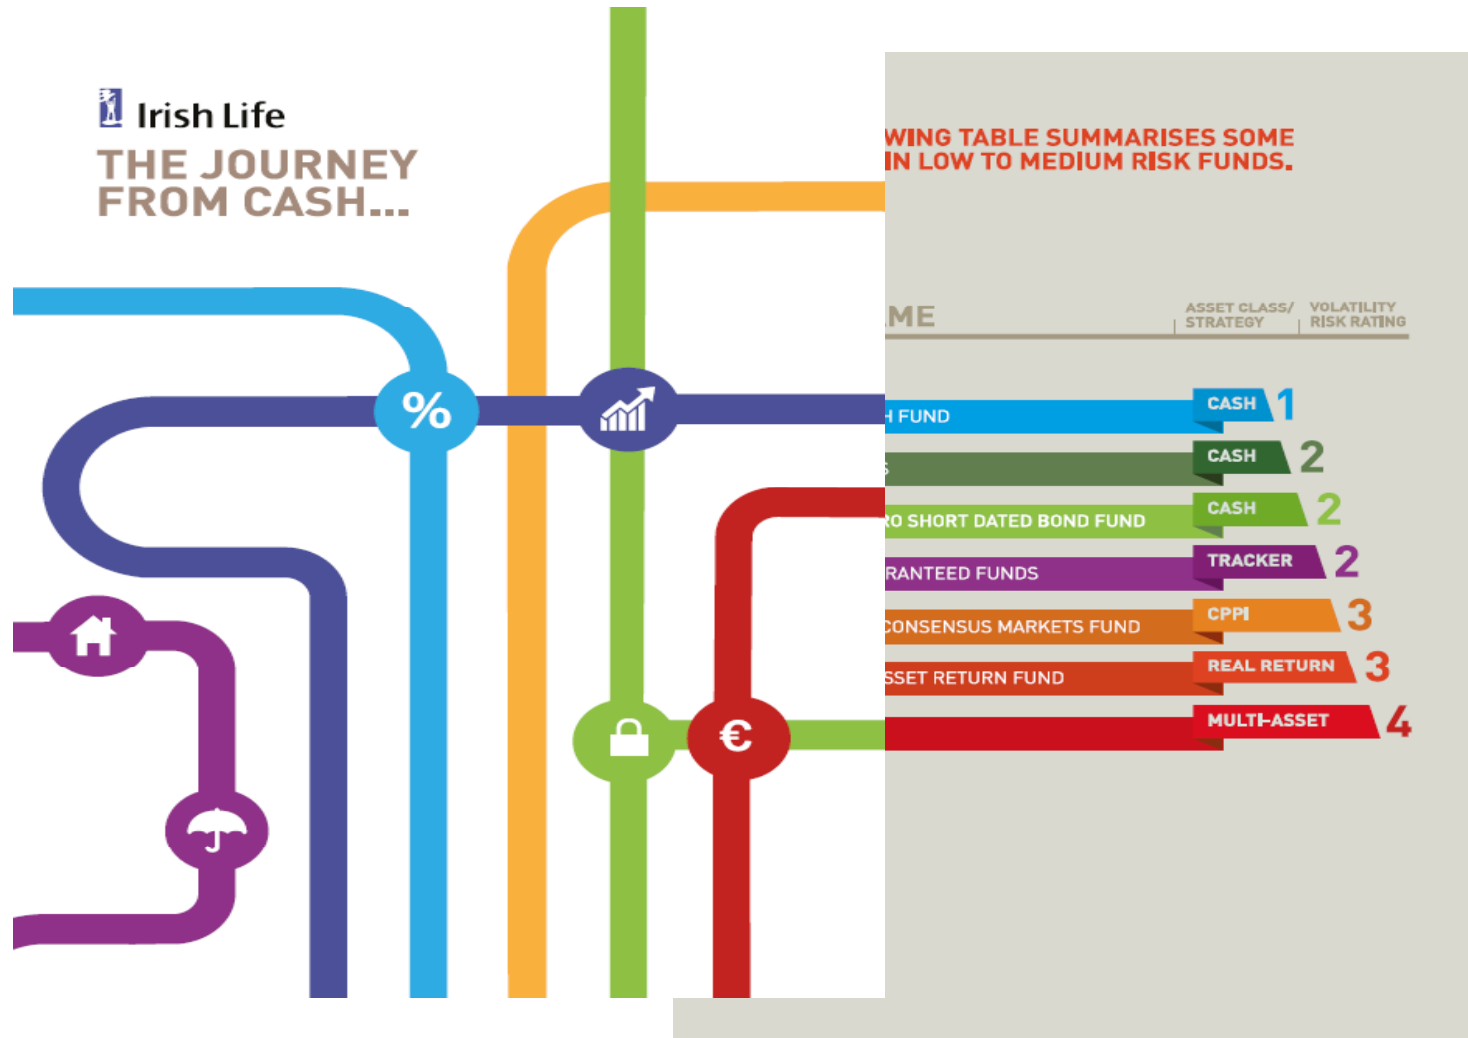 Irish Life
THE JOURNEY
FROM CASH...
%
€
WING TABLE SUMMARISES SOME
IN LOW TO MEDIUM RISK FUNDS.
ME
ASSET CLASS/
STRATEGY
VOLATILITY
RISK RATING
H FUND
CASH 1
S
CASH 2
RO SHORT DATED BOND FUND
CASH 2
RANTEED FUNDS
TRACKER 2
CONSENSUS MARKETS FUND
CPPI 3
SSET RETURN FUND
REAL RETURN 3
MULTI-ASSET 4